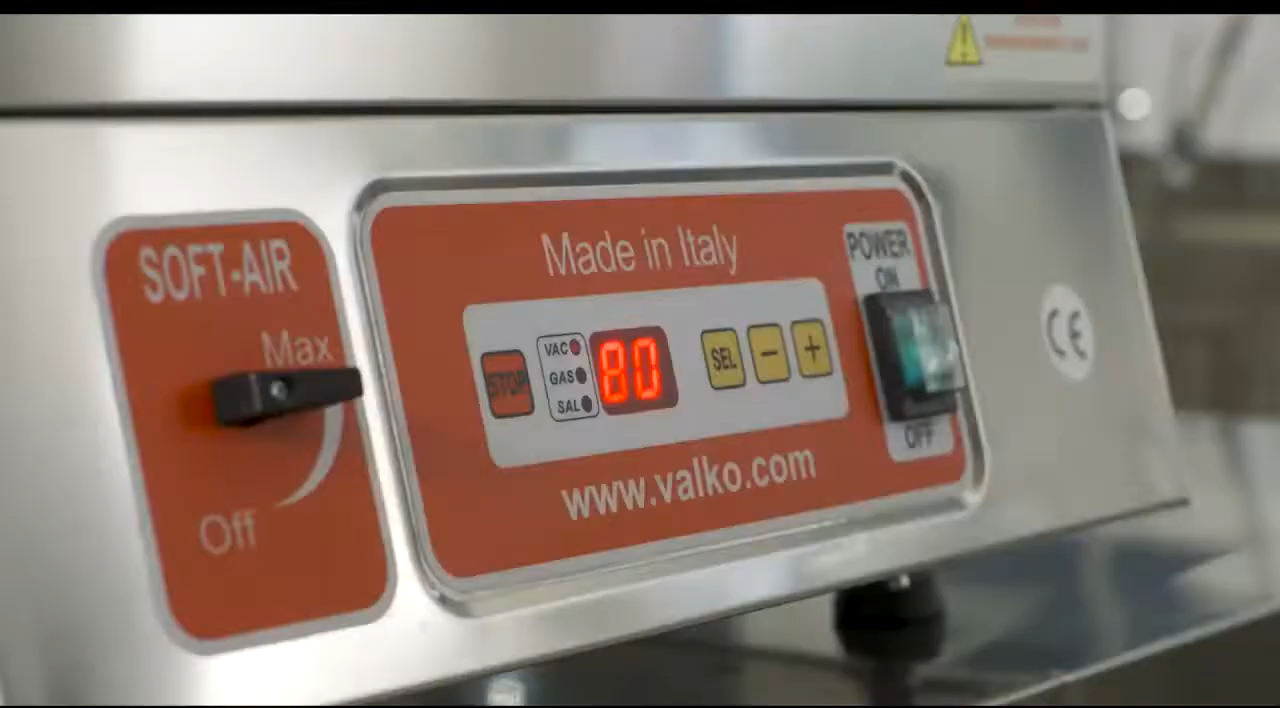 SOFT-AIR
Max
Off
Made in Italy
STOP
VAC
GAS
SAL
80
SEL
−
+
www.valko.com
POWER
ON
OFF
CE